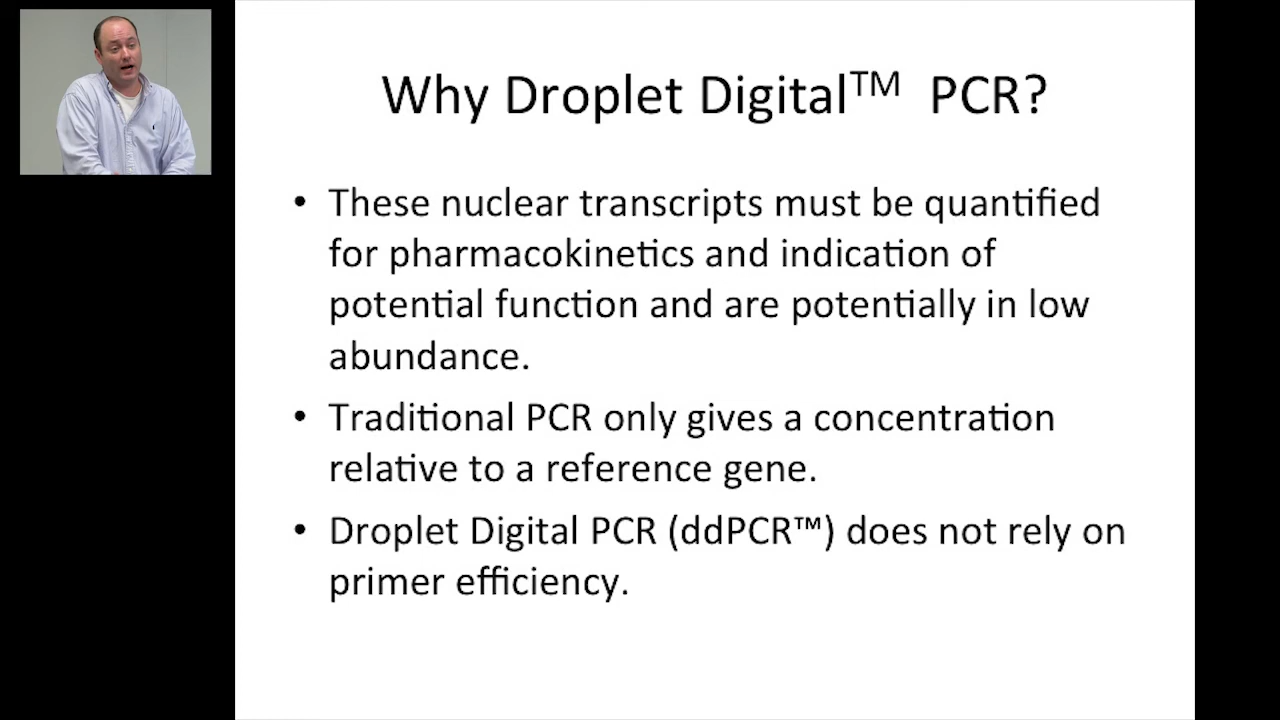 Why Droplet Digital™ PCR?
• These nuclear transcripts must be quantified
for pharmacokinetics and indication of
potential function and are potentially in low
abundance.
• Traditional PCR only gives a concentration
relative to a reference gene.
• Droplet Digital PCR (ddPCR™) does not rely on
primer efficiency.